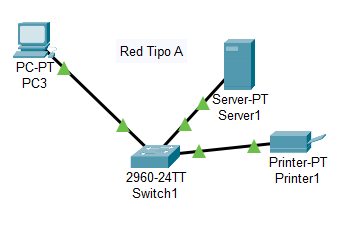 Red Tipo A
PC-PT
PC3
Server-PT
Server1
2960-24TT
Switch1
Printer-PT
Printer1